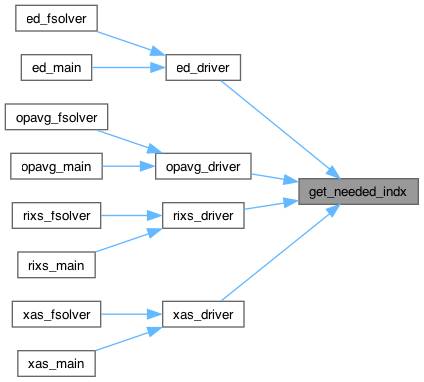 ed_fsolver
ed_main
ed_driver
opavg_fsolver
opavg_main
opavg_driver
get_needed_indx
rixs_fsolver
rixs_driver
rixs_main
xas_fsolver
xas_driver
xas_main